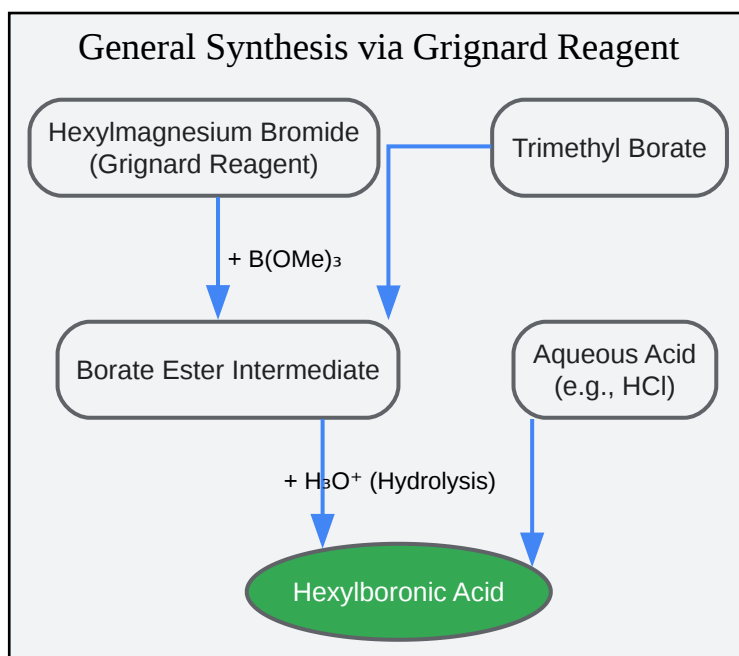 General Synthesis via Grignard Reagent
Hexylmagnesium Bromide
(Grignard Reagent)
Trimethyl Borate
+ B(OMe)₃
Borate Ester Intermediate
Aqueous Acid
(e.g., HCl)
+ H₃O⁺ (Hydrolysis)
Hexylboronic Acid